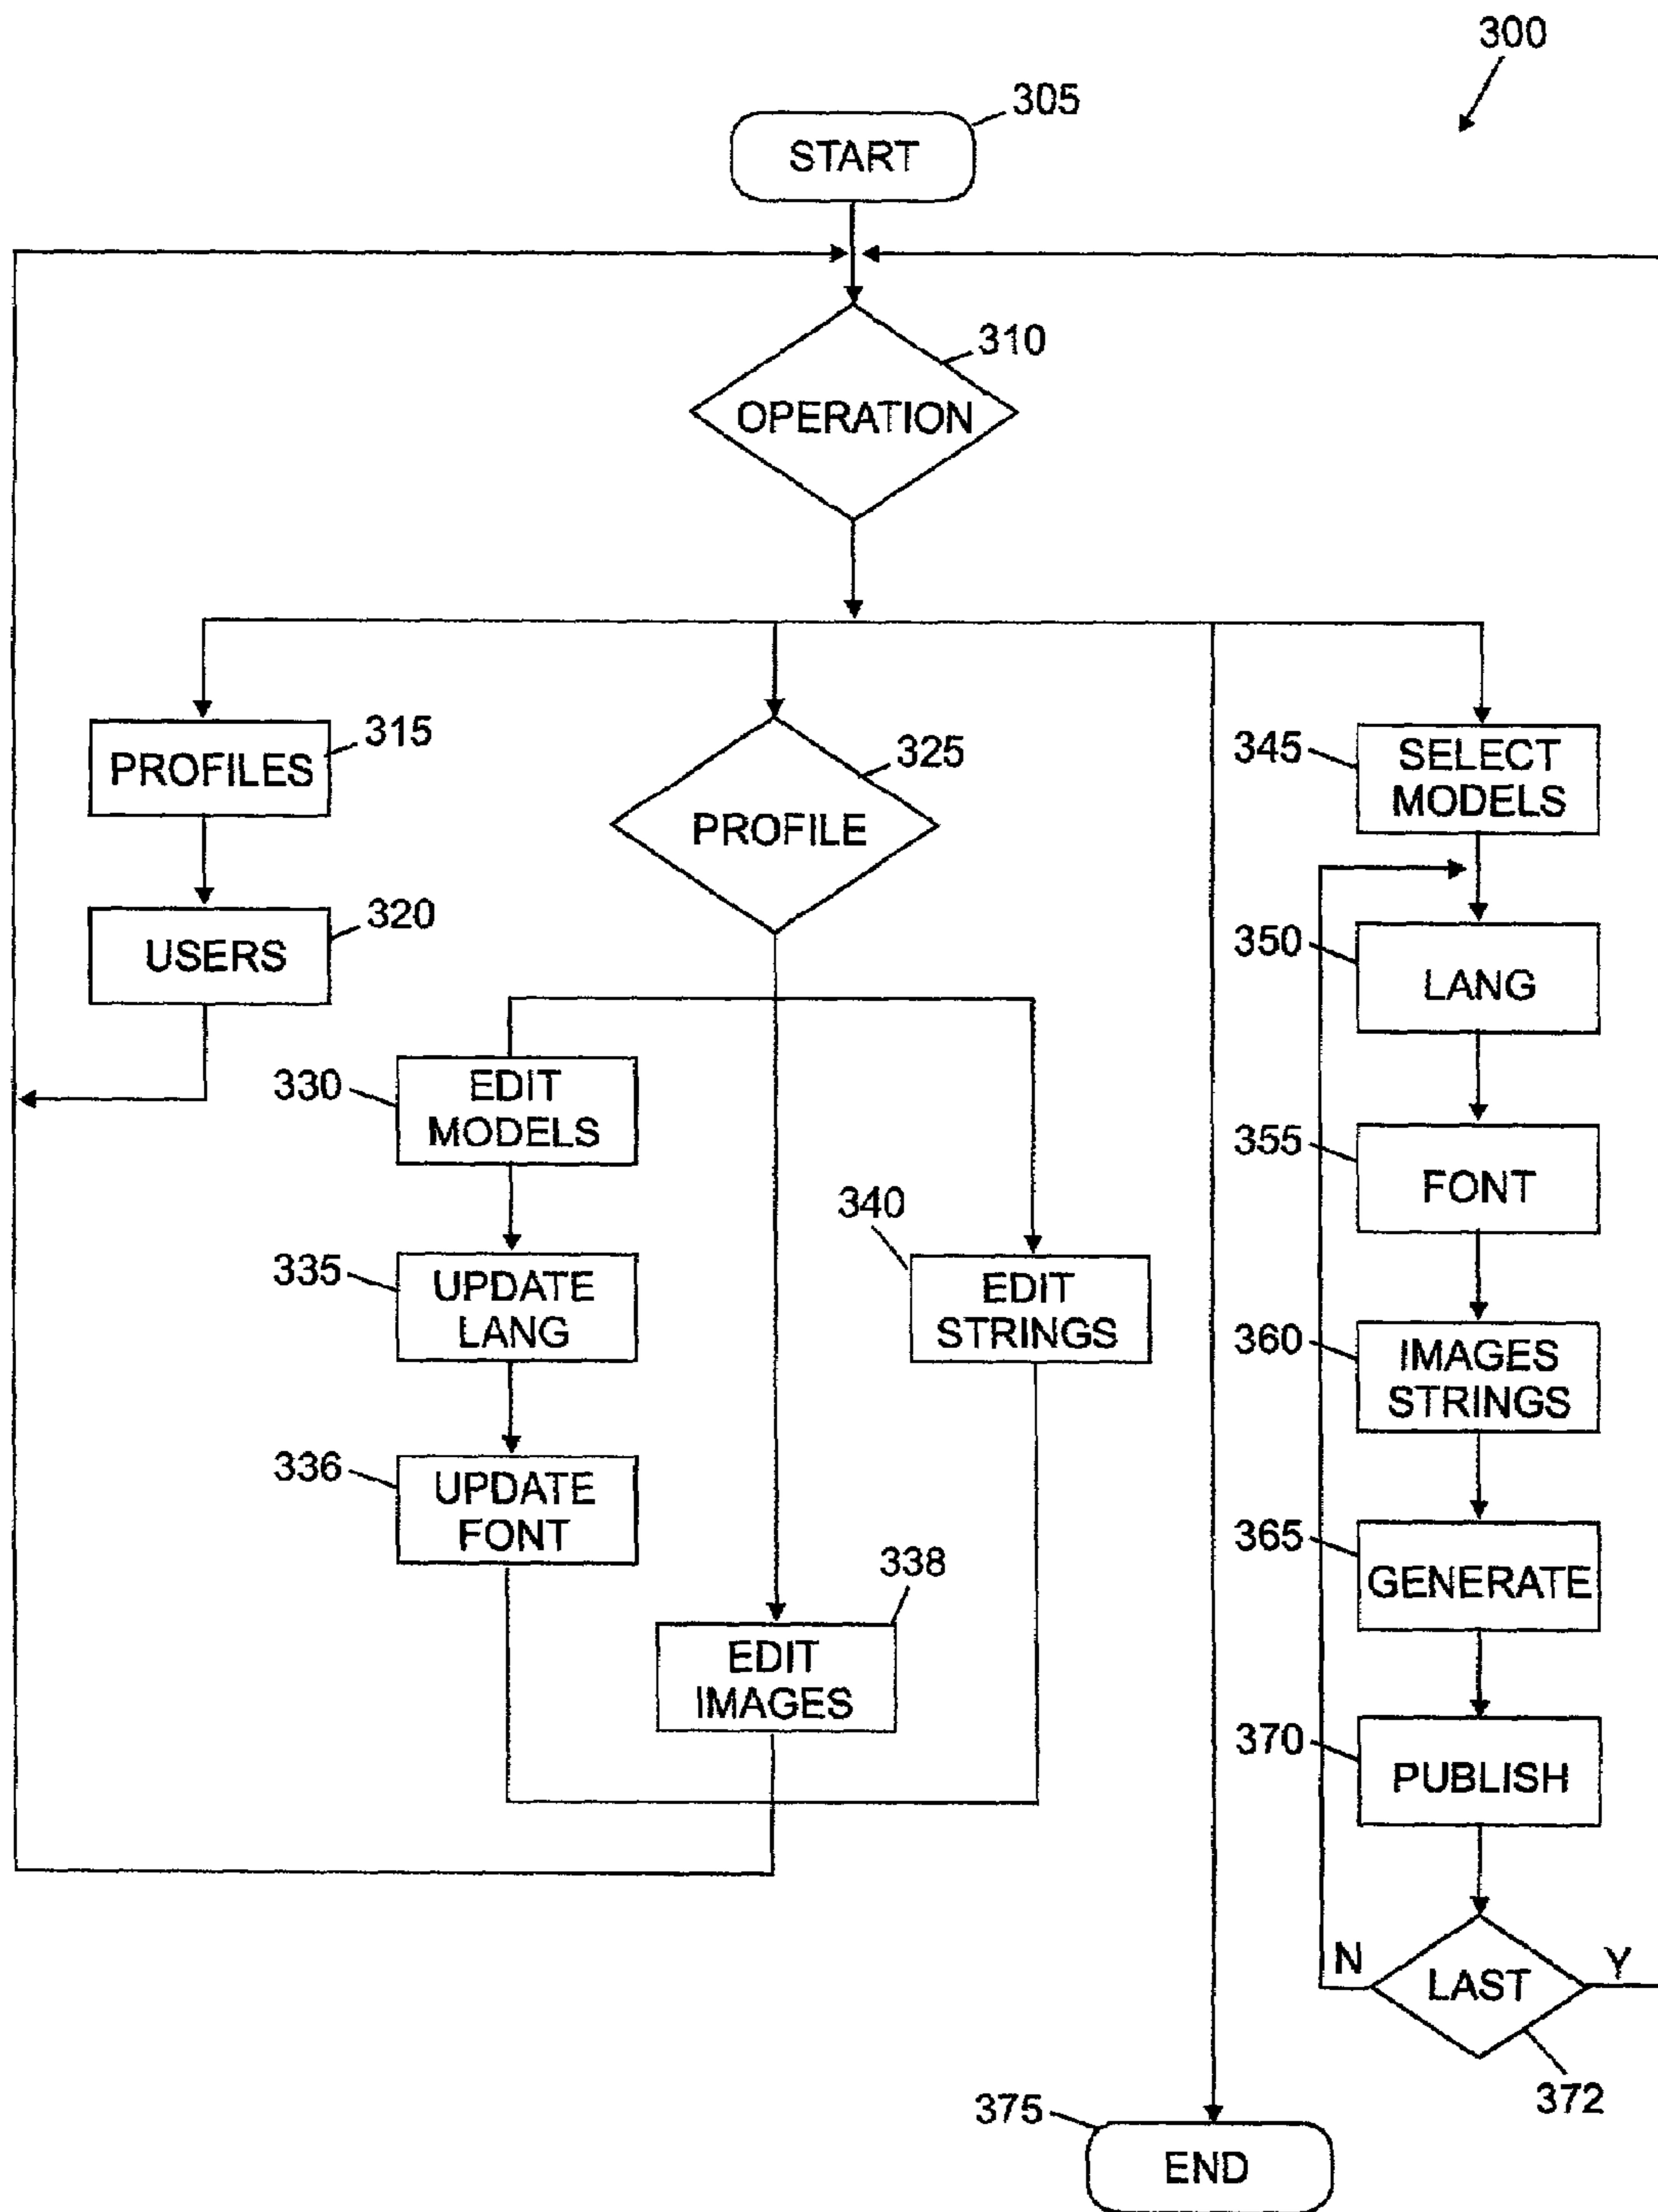 300
305
START
310
OPERATION
315
PROFILES
325
PROFILE
345
SELECT
MODELS
320
USERS
350
LANG
330
EDIT
MODELS
355
FONT
340
EDIT
STRINGS
335
UPDATE
LANG
360
IMAGES
STRINGS
336
UPDATE
FONT
365
GENERATE
338
EDIT
IMAGES
370
PUBLISH
N
LAST
Y
372
375
END